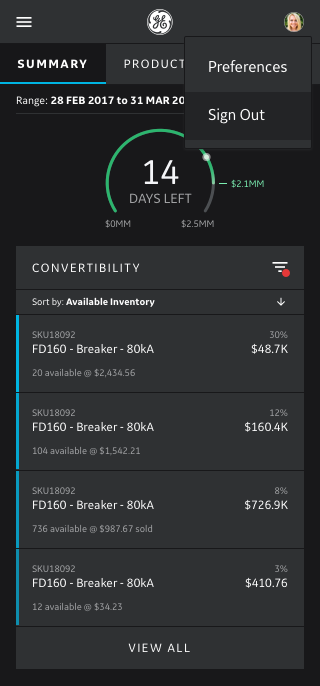 SUMMARY PRODUCT
Preferences
Sign Out
Range: 28 FEB 2017 to 31 MAR 20
14
DAYS LEFT
$2.1MM
$0MM $2.5MM
CONVERTIBILITY
Sort by: Available Inventory
SKU18092 30%
FD160 - Breaker - 80kA $48.7K
20 available @ $2,434.56
SKU18092 12%
FD160 - Breaker - 80kA $160.4K
104 available @ $1,542.21
SKU18092 8%
FD160 - Breaker - 80kA $726.9K
736 available @ $987.67 sold
SKU18092 3%
FD160 - Breaker - 80kA $410.76
12 available @ $34.23
VIEW ALL